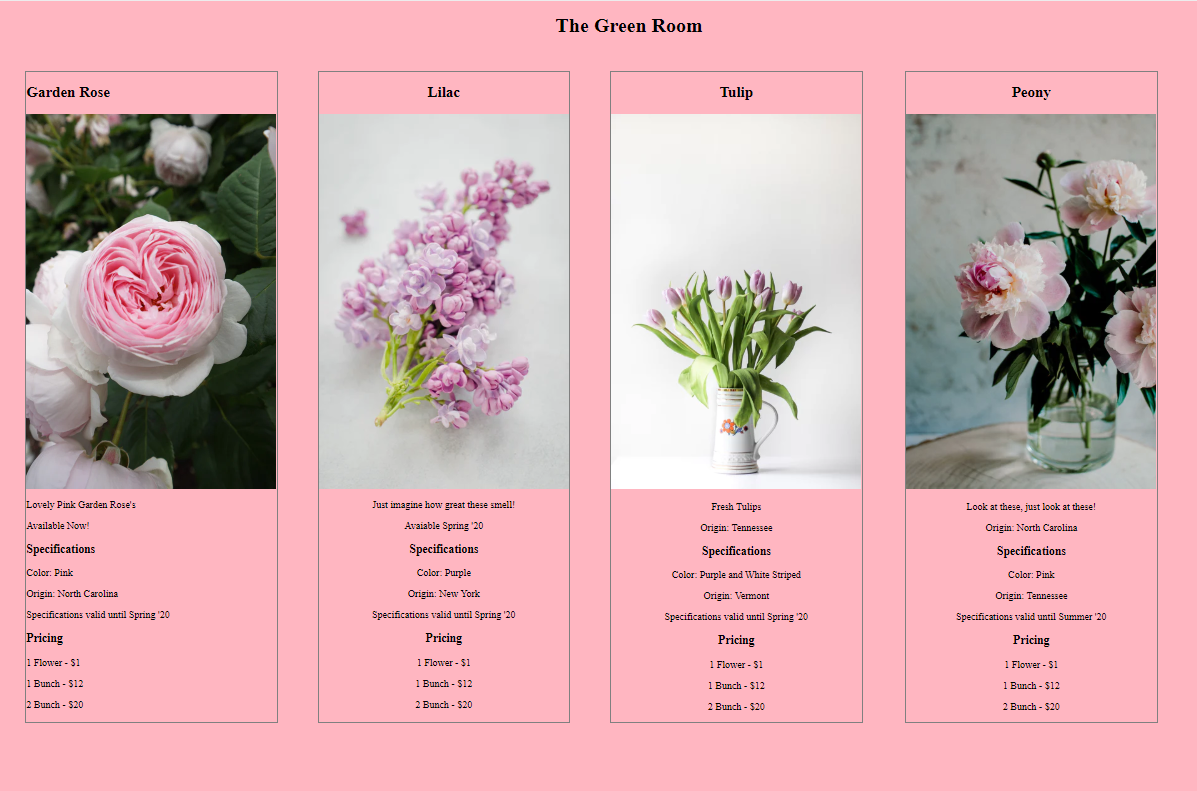 The Green Room
Garden Rose
Lovely Pink Garden Rose's
Available Now!
Specifications
Color: Pink
Origin: North Carolina
Specifications valid until Spring '20
Pricing
1 Flower - $1
1 Bunch - $12
2 Bunch - $20
Lilac
Just imagine how great these smell!
Avaiable Spring '20
Specifications
Color: Purple
Origin: New York
Specifications valid until Spring '20
Pricing
1 Flower - $1
1 Bunch - $12
2 Bunch - $20
Tulip
Fresh Tulips
Origin: Tennessee
Specifications
Color: Purple and White Striped
Origin: Vermont
Specifications valid until Spring '20
Pricing
1 Flower - $1
1 Bunch - $12
2 Bunch - $20
Peony
Look at these, just look at these!
Origin: North Carolina
Specifications
Color: Pink
Origin: Tennessee
Specifications valid until Summer '20
Pricing
1 Flower - $1
1 Bunch - $12
2 Bunch - $20